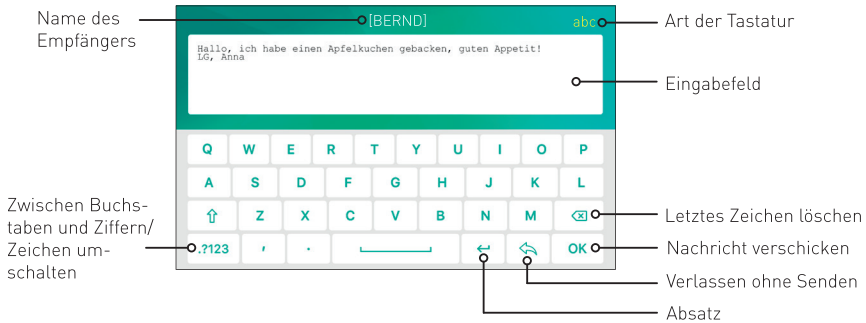 Name des
Empfängers
[BERND]
abc
Art der Tastatur
Hallo, ich habe einen Apfelkuchen gebacken, guten Appetit!
LG, Anna
Eingabefeld
Q W E R T Y U I O P
A S D F G H J K L
Z X C V B N M
Letztes Zeichen löschen
Zwischen Buchs-
taben und Ziffern/
Zeichen um-
schalten
.?123 , . OK
Nachricht verschicken
Verlassen ohne Senden
Absatz